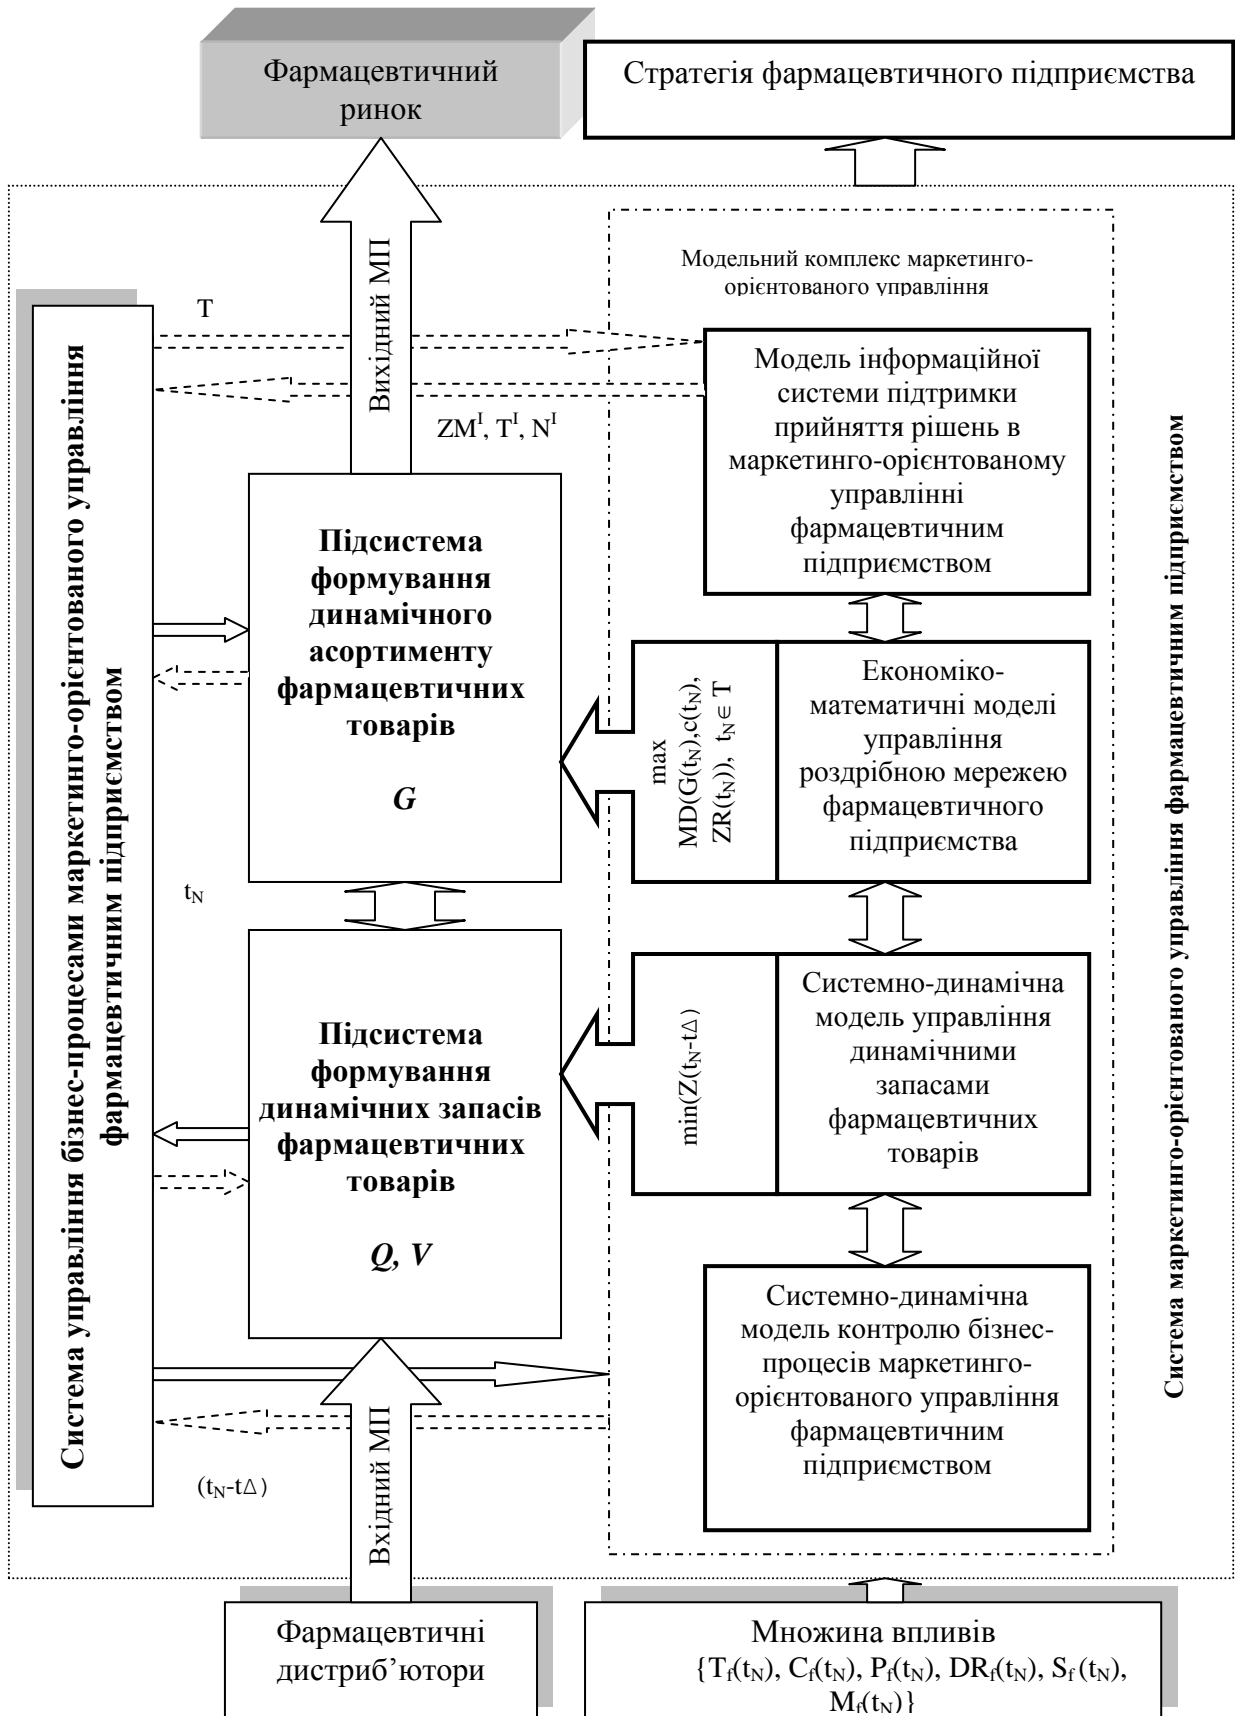 Фармацевтичний
ринок
Стратегія фармацевтичного підприємства
Вихідний МП
Модельний комплекс маркетинго-
орієнтованого управління
T
ZM^I, T^I, N^I
Модель інформаційної
системи підтримки
прийняття рішень в
маркетинго-орієнтованому
управлінні
фармацевтичним
підприємством
Система управління бізнес-процесами маркетинго-орієнтованого управління
фармацевтичним підприємством
Підсистема
формування
динамічного
асортименту
фармацевтичних
товарів
G
max
MD(G(t_N),c(t_N),
ZR(t_N)), t_N ∈ T
Економіко-
математичні моделі
управління
роздрібною мережею
фармацевтичного
підприємства
Система маркетинго-орієнтованого управління фармацевтичним підприємством
t_N
Підсистема
формування
динамічних запасів
фармацевтичних
товарів
Q, V
min(Z(t_N-tΔ)
Системно-динамічна
модель управління
динамічними
запасами
фармацевтичних
товарів
Системно-динамічна
модель контролю бізнес-
процесів маркетинго-
орієнтованого управління
фармацевтичним
підприємством
(t_N-tΔ)
Вхідний МП
Фармацевтичні
дистриб’ютори
Множина впливів
{T_f(t_N), C_f(t_N), P_f(t_N), DR_f(t_N), S_f (t_N),
M_f(t_N)}